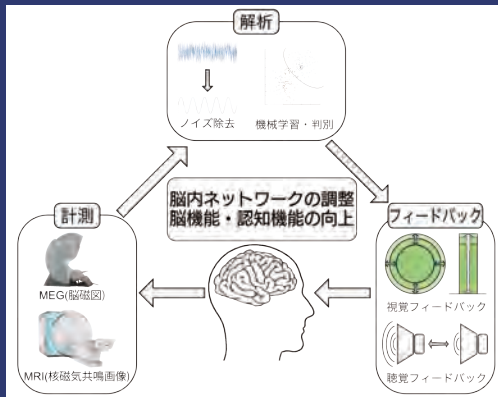 解析
ノイズ除去
機械学習・判別
脳内ネットワークの調整
脳機能・認知機能の向上
計測
MEG(脳磁図)
MRI(核磁気共鳴画像)
フィードバック
視覚フィードバック
聴覚フィードバック